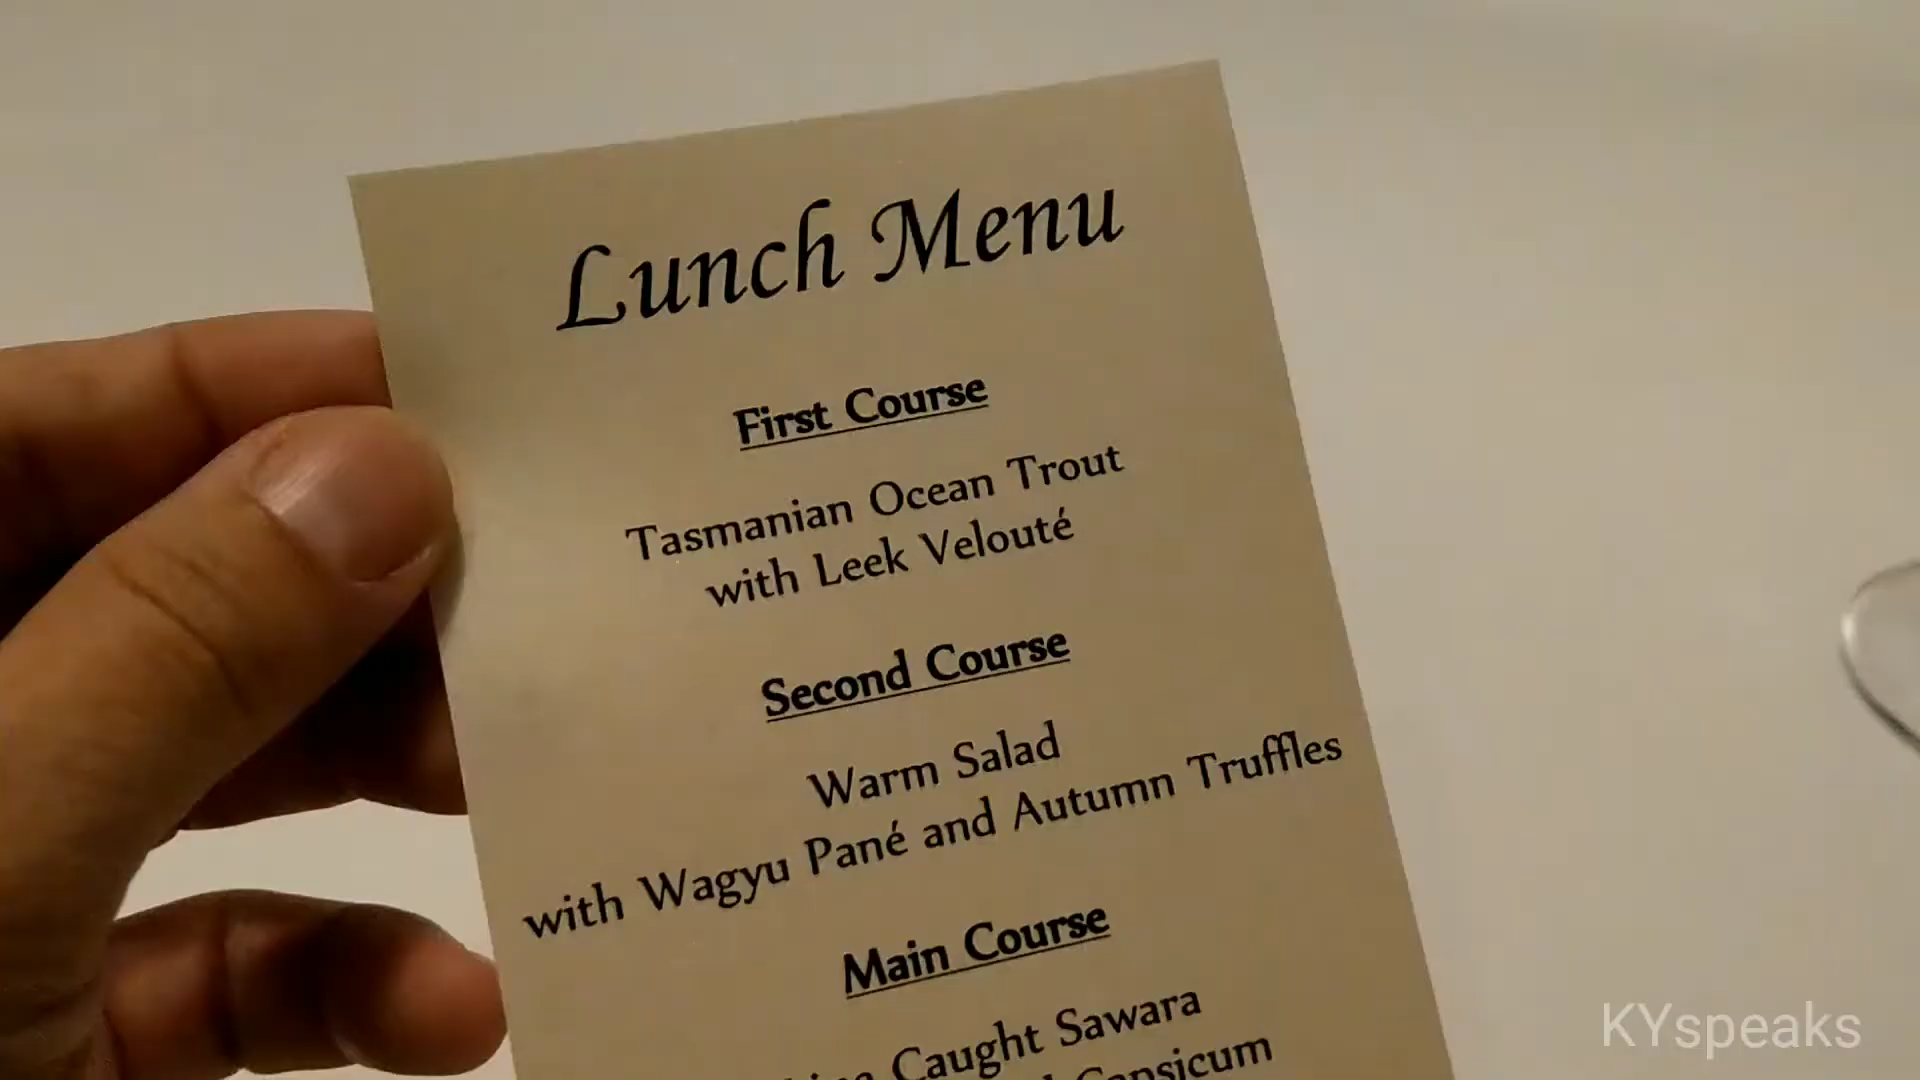 Lunch Menu
First Course
Tasmanian Ocean Trout
with Leek Velouté
Second Course
Warm Salad
with Wagyu Pané and Autumn Truffles
Main Course
Caught Sawara
Capsicum
KYspeaks